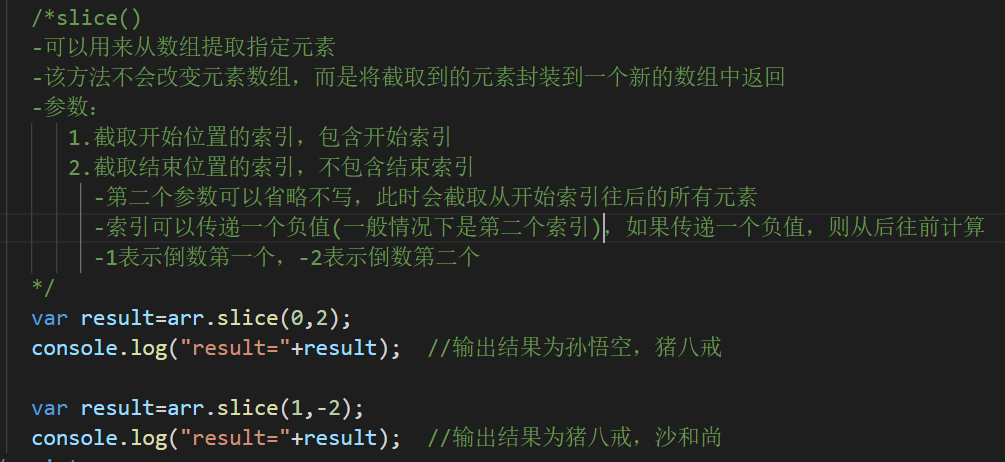 /*slice()
-可以用来从数组提取指定元素
-该方法不会改变元素数组，而是将截取到的元素封装到一个新的数组中返回
-参数：
1.截取开始位置的索引，包含开始索引
2.截取结束位置的索引，不包含结束索引
-第二个参数可以省略不写，此时会截取从开始索引往后的所有元素
-索引可以传递一个负值(一般情况下是第二个索引)，如果传递一个负值，则从后往前计算
-1表示倒数第一个，-2表示倒数第二个
*/
var result=arr.slice(0,2);
console.log("result="+result);  //输出结果为孙悟空，猪八戒
var result=arr.slice(1,-2);
console.log("result="+result);  //输出结果为猪八戒，沙和尚